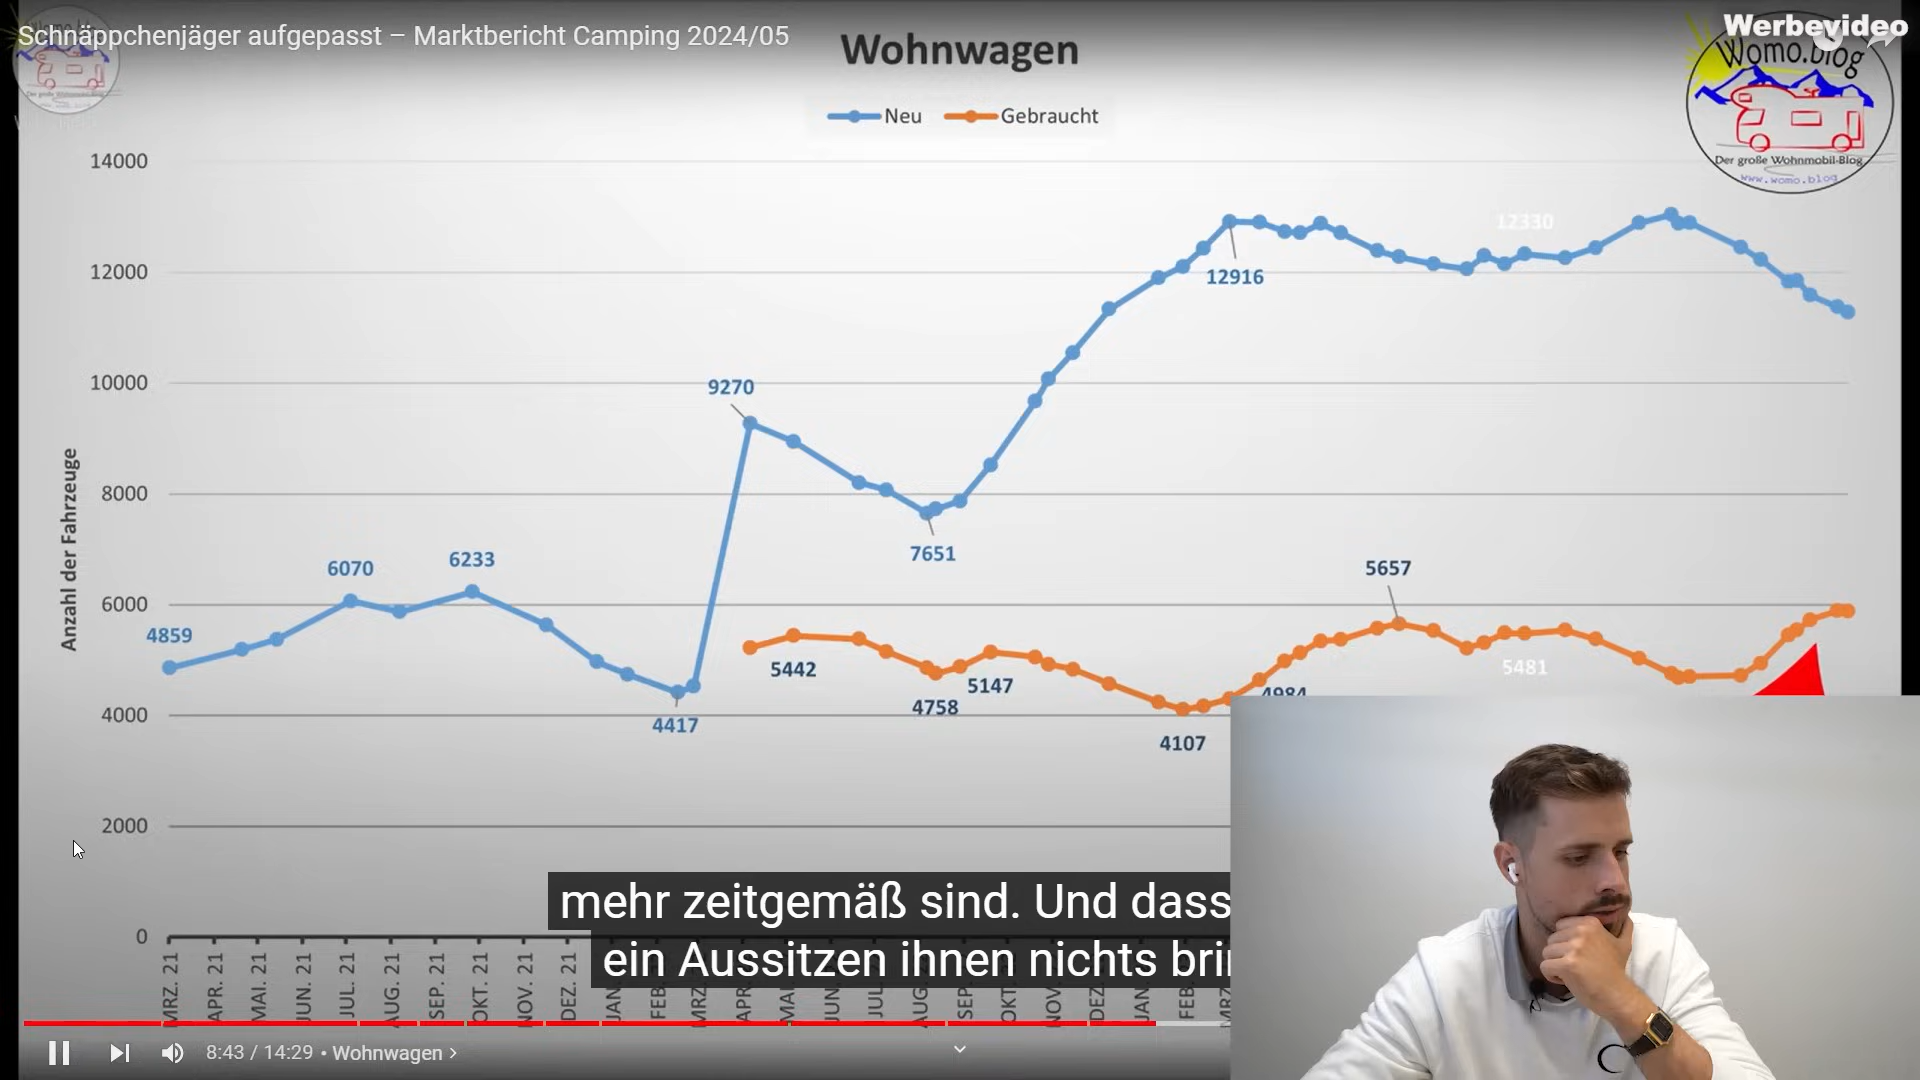 Schnäppchenjäger aufgepasst – Marktbericht Camping 2024/05
Werbevideo
Wohnwagen
Womo.blog
Der große Wohnmobil-Blog
www.womo.blog
Neu
Gebraucht
14000
12000
10000
8000
6000
4000
2000
0
Anzahl der Fahrzeuge
12330
12916
9270
7651
6070
6233
4859
4417
5657
5442
5147
4758
4984
4107
5481
MRZ. 21
APR. 21
MAI. 21
JUN. 21
JUL. 21
AUG. 21
SEP. 21
OKT. 21
NOV. 21
DEZ. 21
mehr zeitgemäß sind. Und dass
ein Aussitzen ihnen nichts
8:43 / 14:29 • Wohnwagen ›